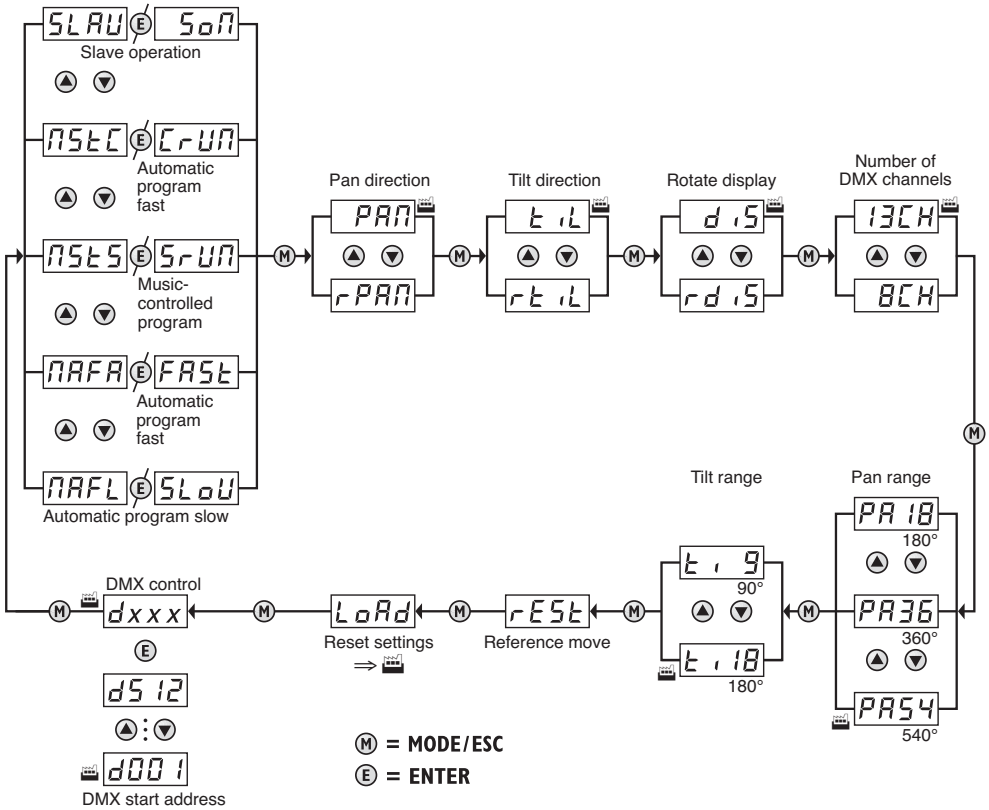 SLAU E SoN
Slave operation
NStC E CrUN
Automatic
program
fast
NStS E SrUN
Music-
controlled
program
NAFA E FASt
Automatic
program
fast
NAFL E SLoU
Automatic program slow
M
Pan direction
PAN
rPAN
M
Tilt direction
tiL
rtiL
M
Rotate display
diS
rdiS
M
Number of
DMX channels
13CH
8CH
M
Pan range
PA18
180°
PA36
360°
PA54
540°
M
Tilt range
ti 9
90°
ti18
180°
M
rESt
Reference move
M
LoAd
Reset settings
⇒
M
DMX control
dxxx
M
E
d512
:
d001
DMX start address
M = MODE/ESC
E = ENTER